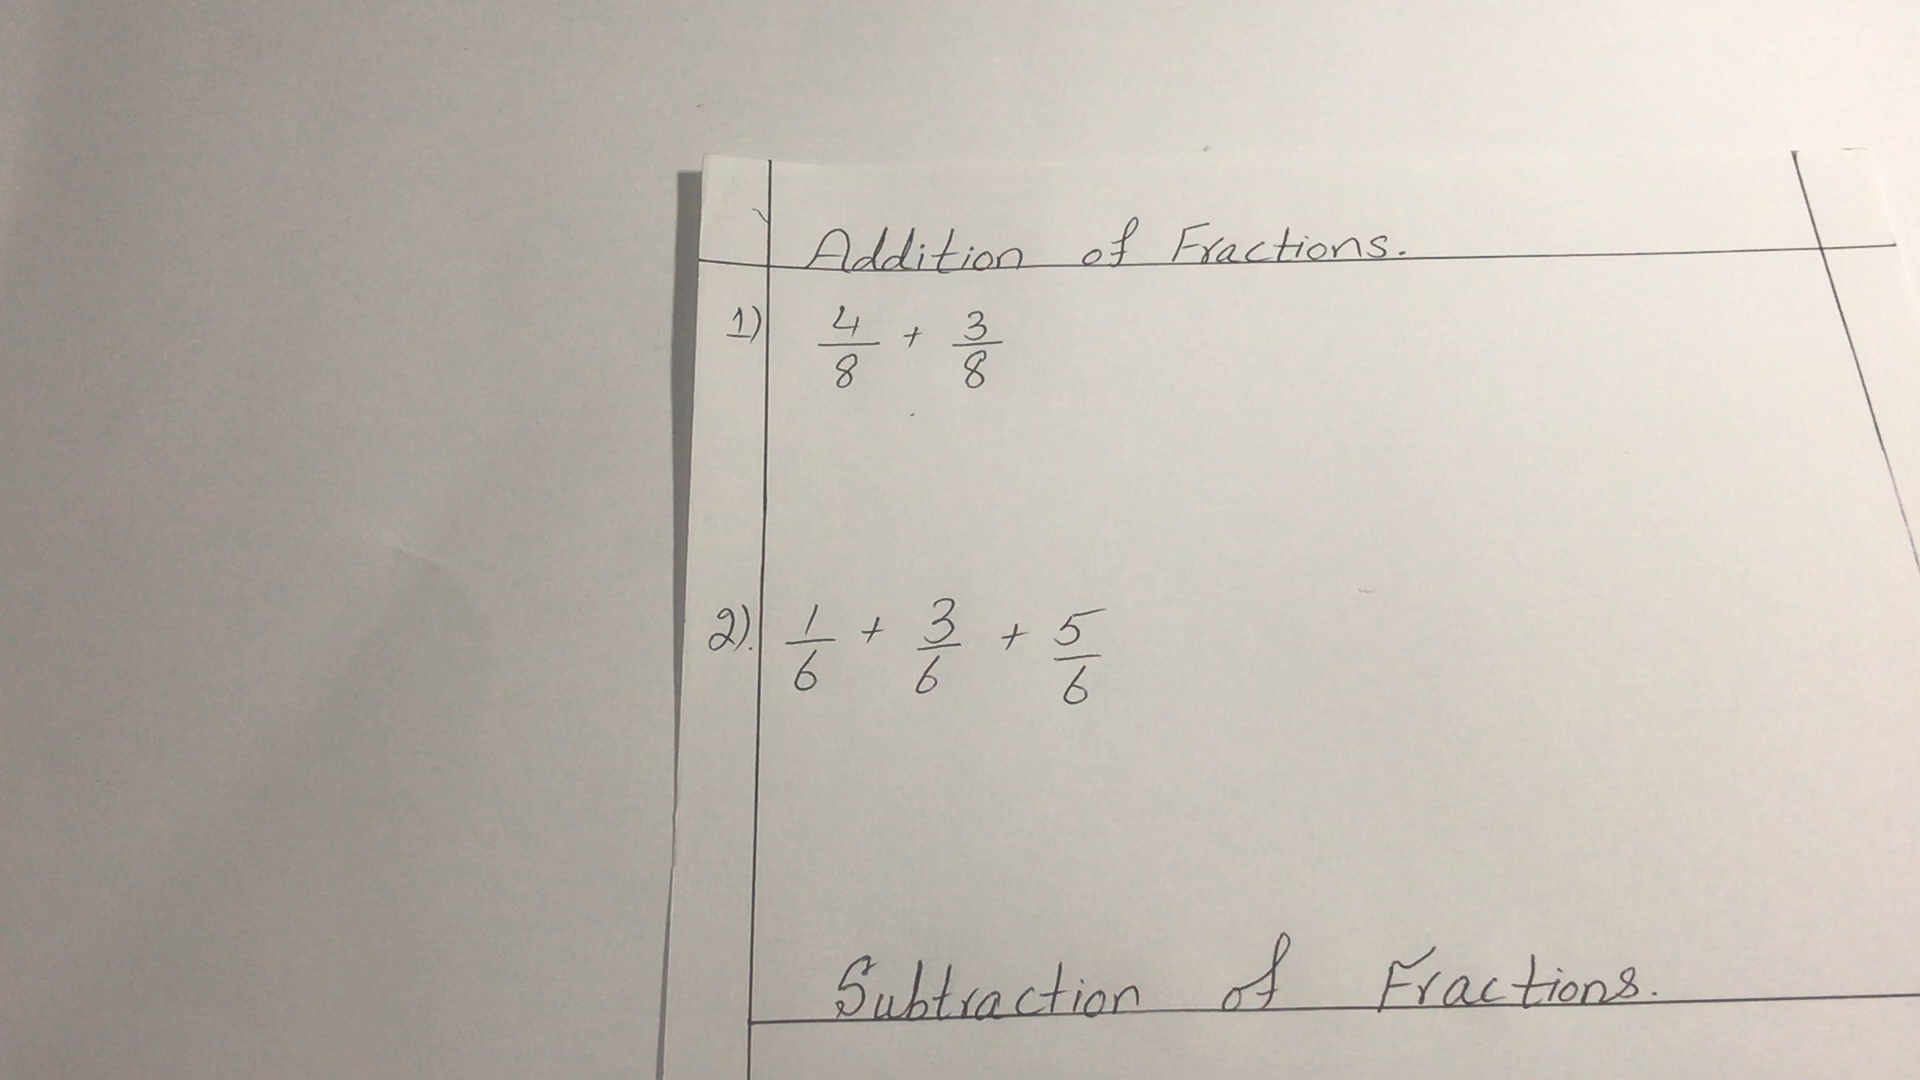 Addition of Fractions.
1) 4/8 + 3/8
2). 1/6 + 3/6 + 5/6
Subtraction of Fractions.